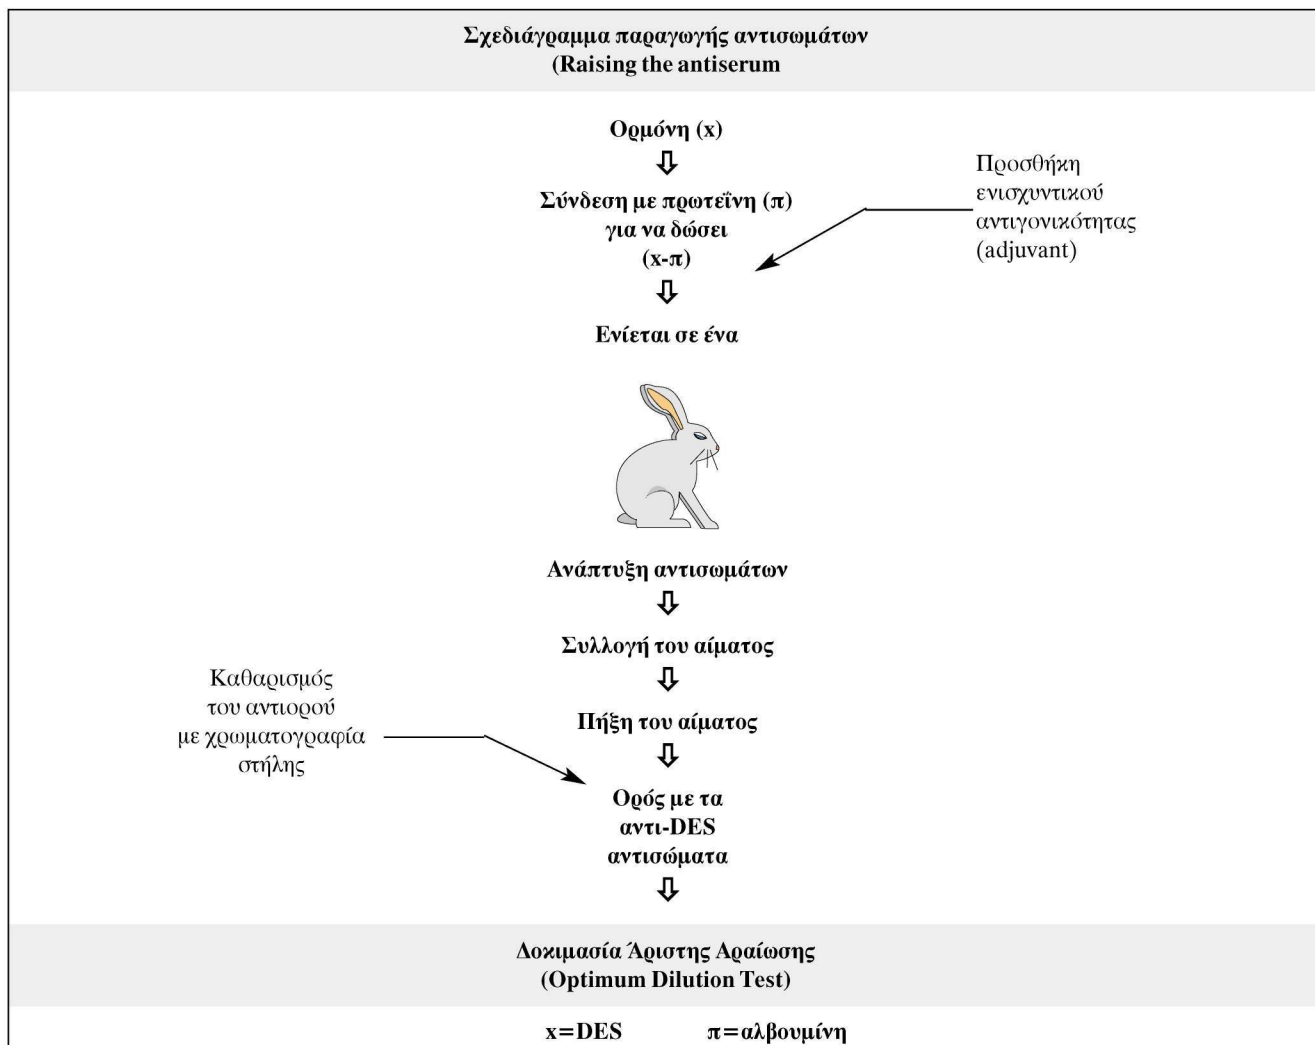 Σχεδιάγραμμα παραγωγής αντισωμάτων
(Raising the antiserum
Ορμόνη (x)
Σύνδεση με πρωτεΐνη (π)
για να δώσει
(x-π)
Προσθήκη
ενισχυντικού
αντιγονικότητας
(adjuvant)
Ενίεται σε ένα
Ανάπτυξη αντισωμάτων
Συλλογή του αίματος
Καθαρισμός
του αντιορού
με χρωματογραφία
στήλης
Πήξη του αίματος
Ορός με τα
αντι-DES
αντισώματα
Δοκιμασία Άριστης Αραίωσης
(Optimum Dilution Test)
x=DES π=αλβουμίνη